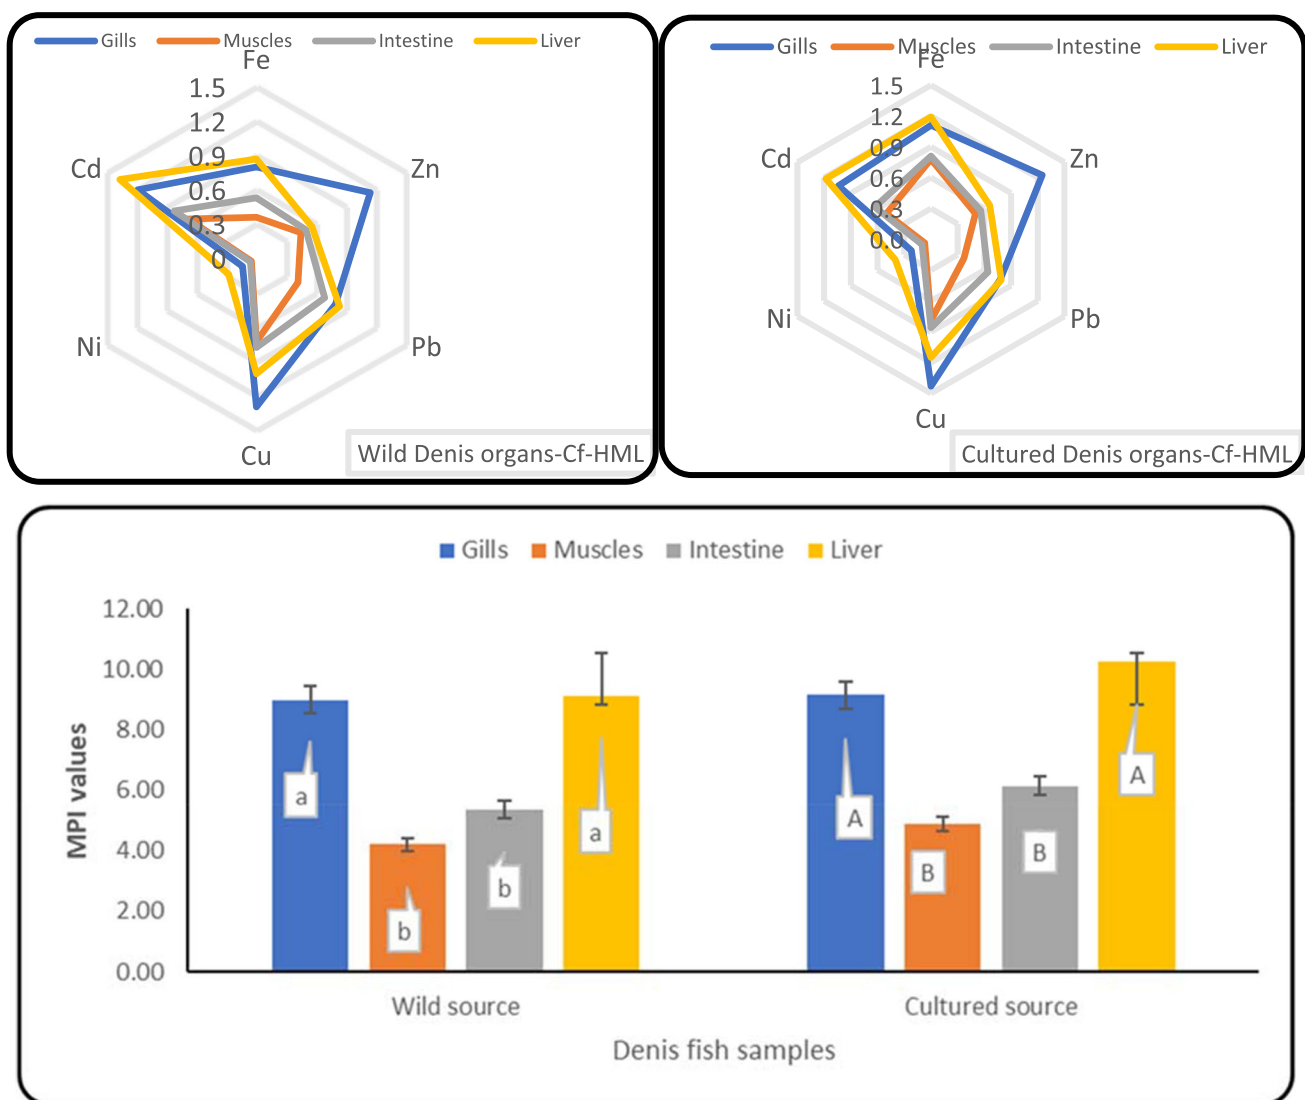 Gills Muscles Intestine Liver
Fe
1.5
1.2
0.9
0.6
0.3
0
Cd
Zn
Ni
Pb
Cu
Wild Denis organs-Cf-HML
Gills Muscles Intestine Liver
Fe
1.5
1.2
0.9
0.6
0.3
0.0
Cd
Zn
Ni
Pb
Cu
Cultured Denis organs-Cf-HML
Gills Muscles Intestine Liver
MPI values
12.00
10.00
8.00
6.00
4.00
2.00
0.00
a
b
b
a
A
B
B
A
Wild source
Cultured source
Denis fish samples